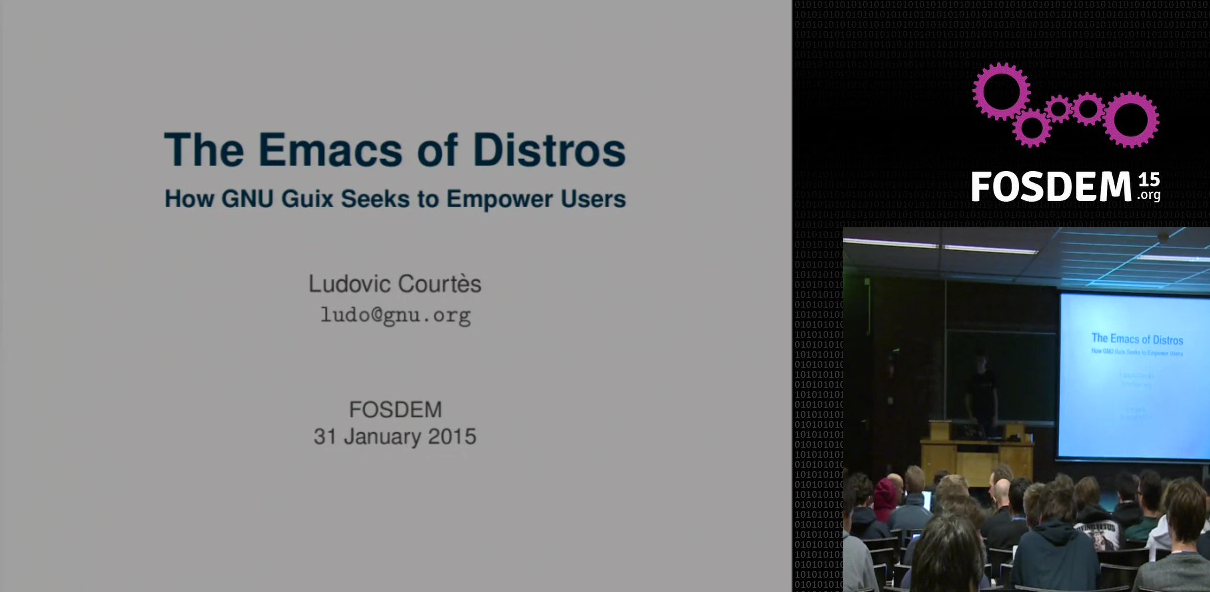 The Emacs of Distros
How GNU Guix Seeks to Empower Users
Ludovic Courtès
ludo@gnu.org
FOSDEM
31 January 2015
FOSDEM 15
.org
The Emacs of Distros
How GNU Guix Seeks to Empower Users